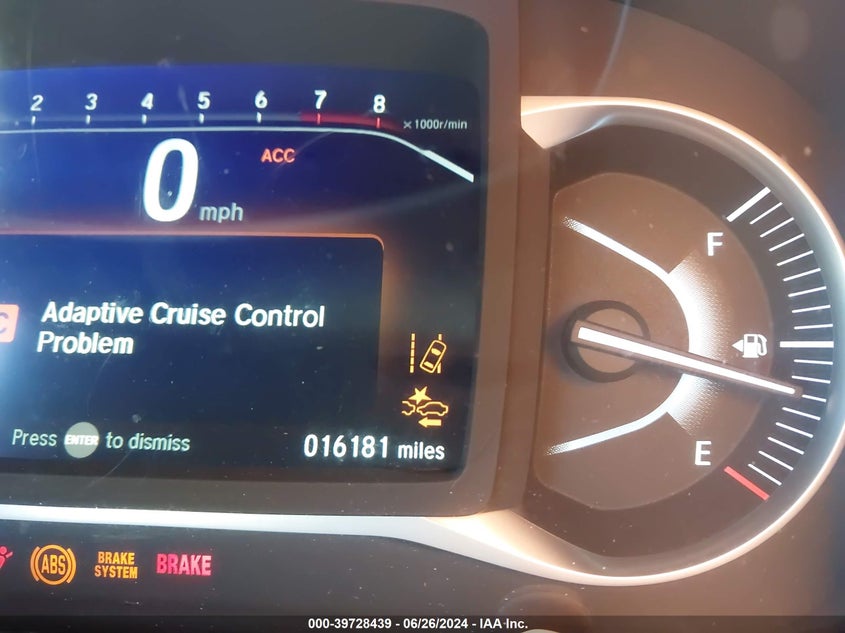 2 3 4 5 6 7 8
×1000r/min
ACC
0 mph
F
Adaptive Cruise Control
Problem
E
Press ENTER to dismiss
016181 miles
ABS
BRAKE
SYSTEM
BRAKE
000-39728439 - 06/26/2024 - IAA Inc.